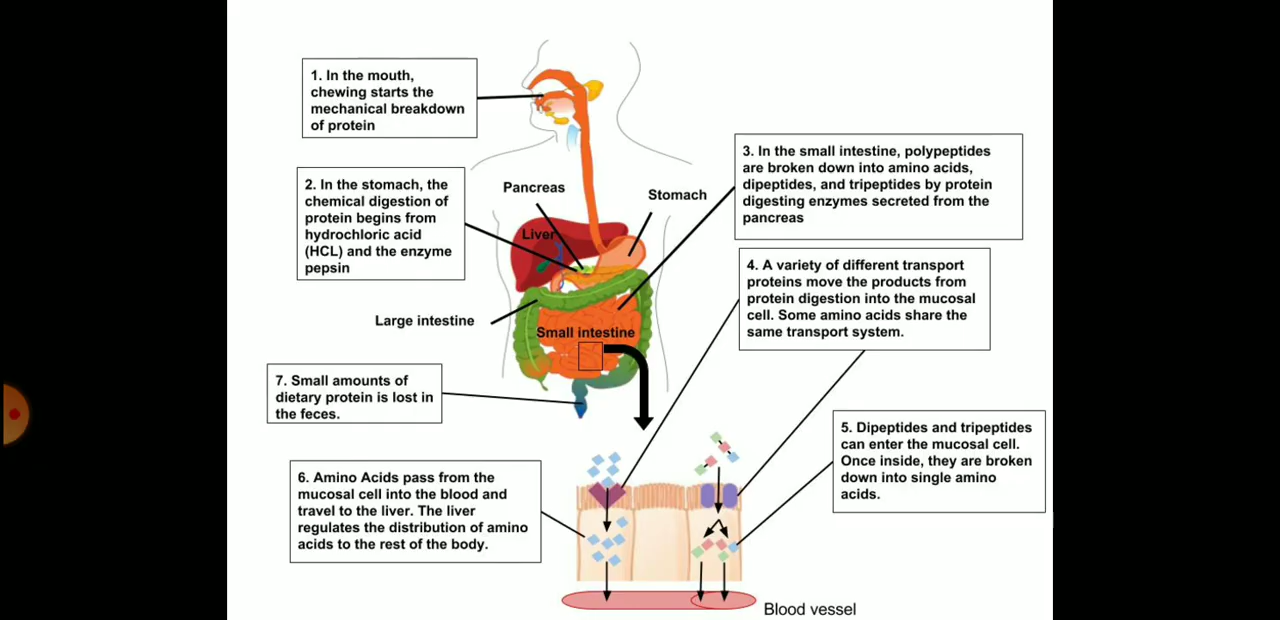 1. In the mouth,
chewing starts the
mechanical breakdown
of protein
2. In the stomach, the
chemical digestion of
protein begins from
hydrochloric acid
(HCL) and the enzyme
pepsin
Pancreas
Stomach
Liver
Large intestine
Small intestine
3. In the small intestine, polypeptides
are broken down into amino acids,
dipeptides, and tripeptides by protein
digesting enzymes secreted from the
pancreas
4. A variety of different transport
proteins move the products from
protein digestion into the mucosal
cell. Some amino acids share the
same transport system.
5. Dipeptides and tripeptides
can enter the mucosal cell.
Once inside, they are broken
down into single amino
acids.
6. Amino Acids pass from the
mucosal cell into the blood and
travel to the liver. The liver
regulates the distribution of amino
acids to the rest of the body.
7. Small amounts of
dietary protein is lost in
the feces.
Blood vessel